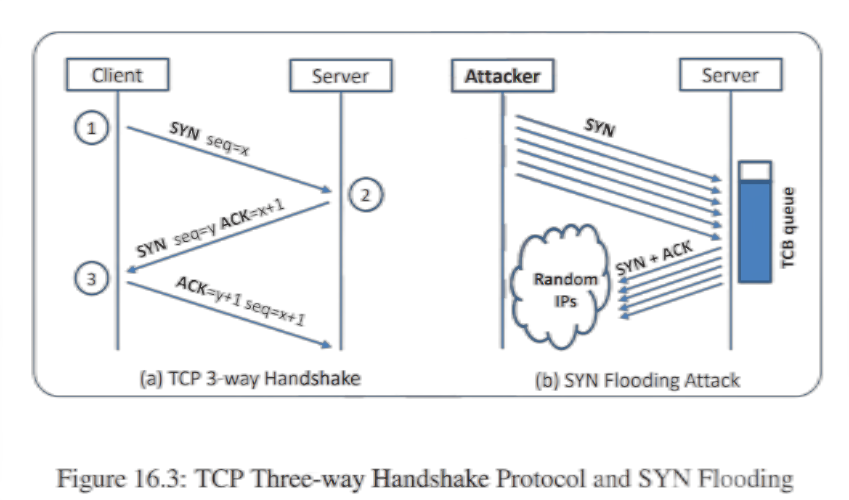 Client
Server
1
SYN seq=x
2
SYN seq=y ACK=x+1
3
ACK=y+1 seq=x+1
(a) TCP 3-way Handshake
Attacker
Server
SYN
TCB queue
SYN + ACK
Random
IPs
(b) SYN Flooding Attack
Figure 16.3: TCP Three-way Handshake Protocol and SYN Flooding